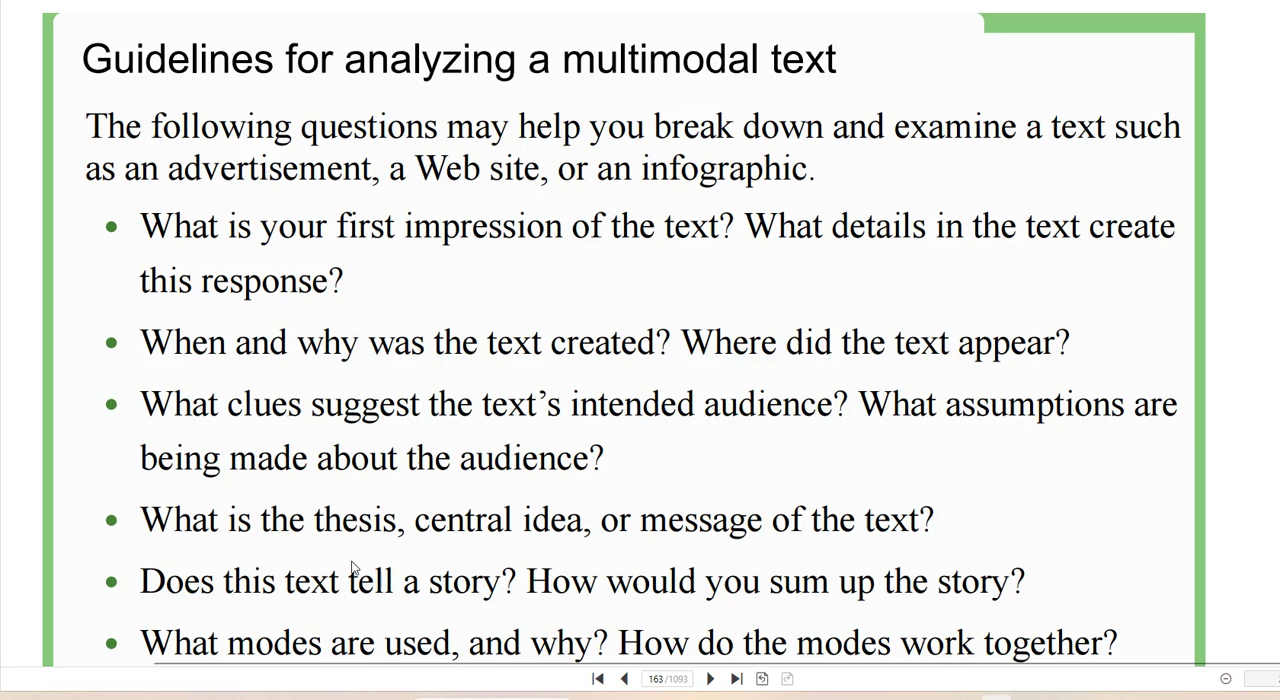 Guidelines for analyzing a multimodal text
The following questions may help you break down and examine a text such
as an advertisement, a Web site, or an infographic.
• What is your first impression of the text? What details in the text create
this response?
• When and why was the text created? Where did the text appear?
• What clues suggest the text’s intended audience? What assumptions are
being made about the audience?
• What is the thesis, central idea, or message of the text?
• Does this text tell a story? How would you sum up the story?
• What modes are used, and why? How do the modes work together?
163/1093